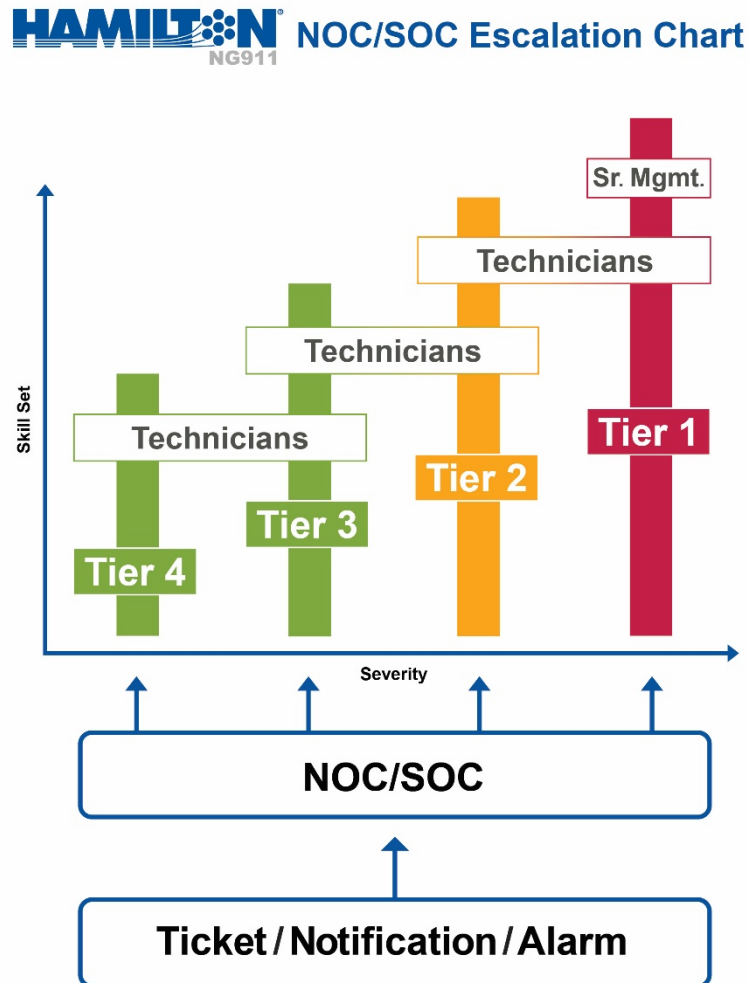 HAMILTON® NOC/SOC Escalation Chart
NG911
Sr. Mgmt.
Technicians
Technicians
Technicians
Tier 1
Tier 2
Tier 3
Tier 4
Skill Set
Severity
NOC/SOC
Ticket / Notification / Alarm